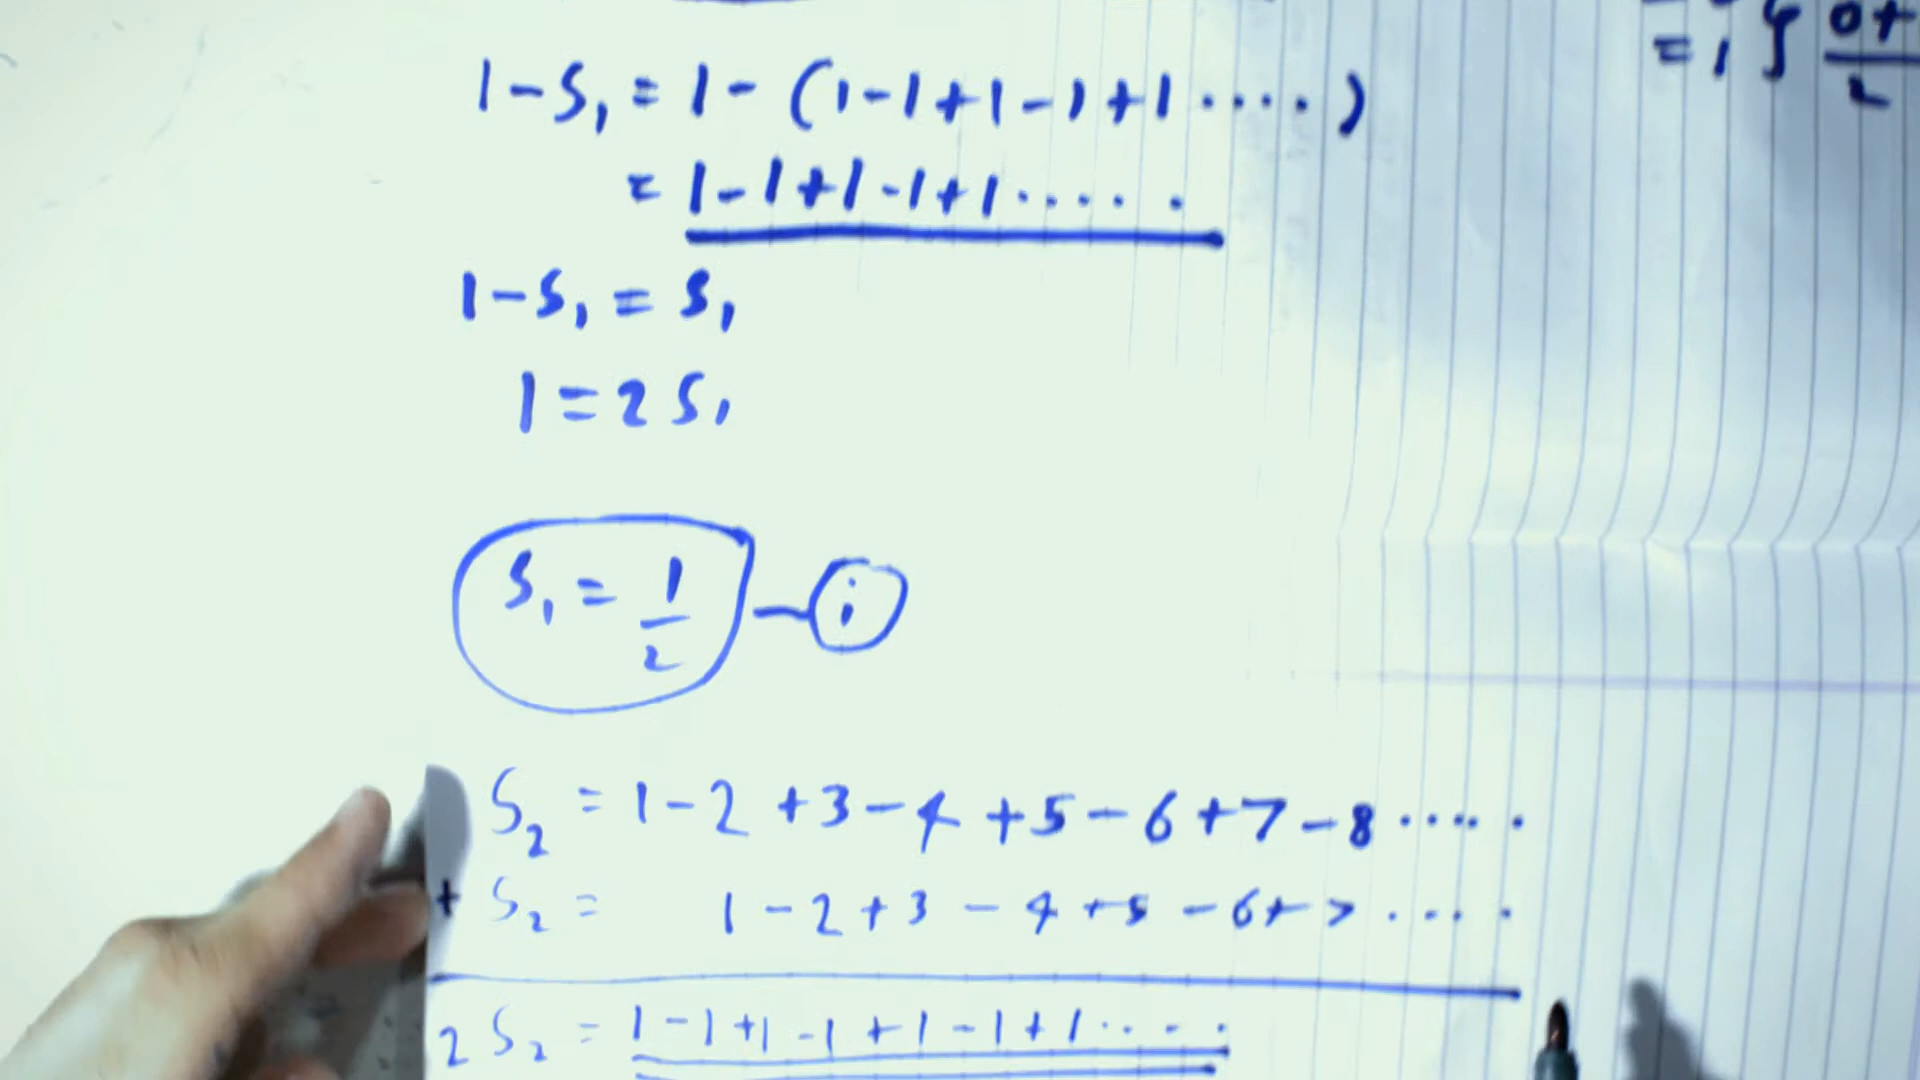 1-S₁ = 1-(1-1+1-1+1.....)
= 1-1+1-1+1.....
1-S₁ = S₁
1 = 2S₁
S₁ = 1/2 - i
S₂ = 1-2+3-4+5-6+7-8.....
+ S₂ = 1-2+3-4+5-6+7....
2S₂ = 1-1+1-1+1-1+1.....